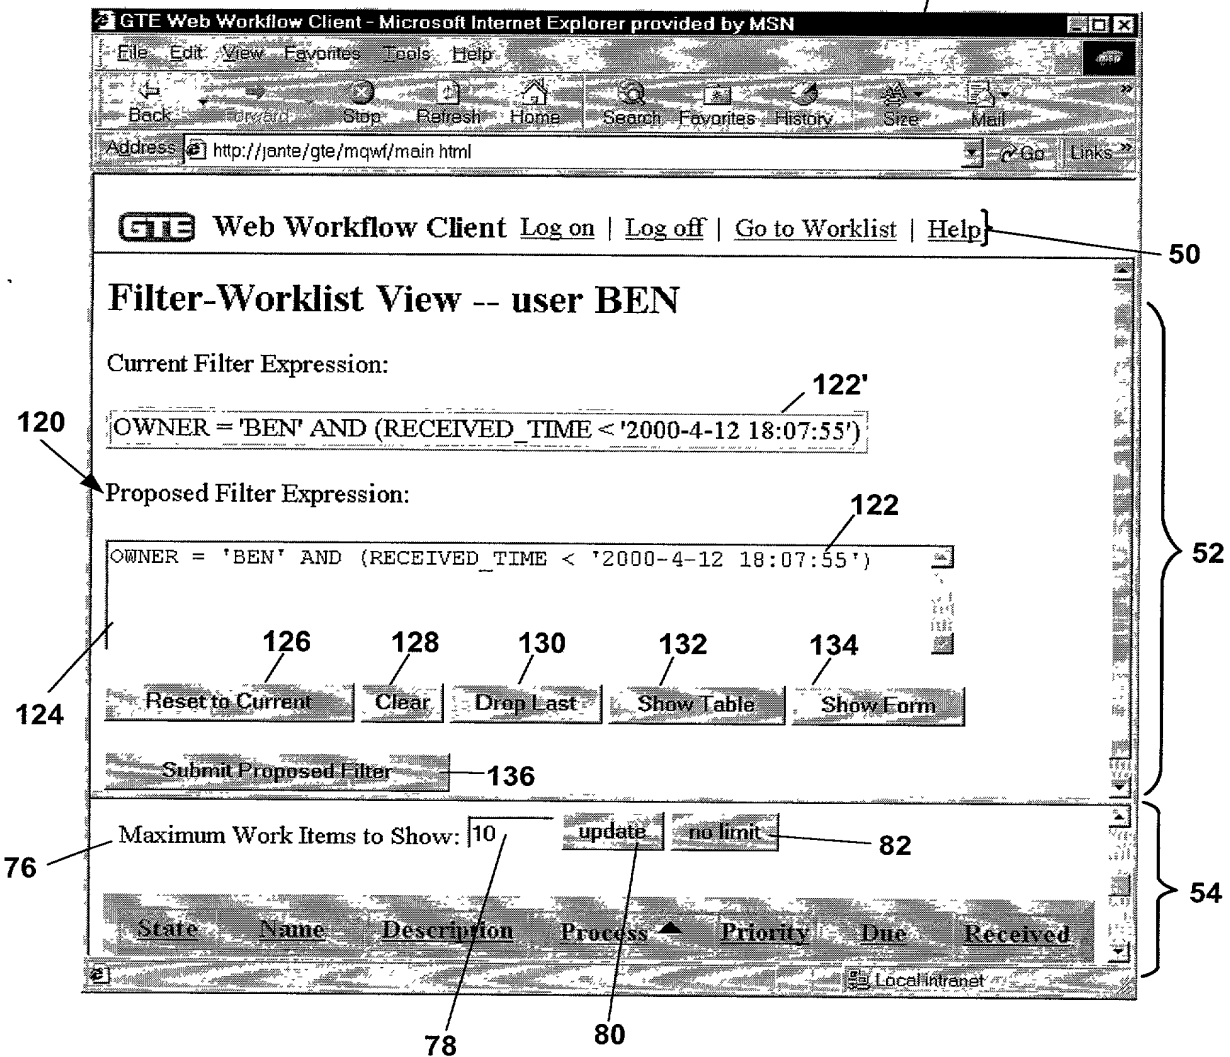 GTE Web Workflow Client - Microsoft Internet Explorer provided by MSN
File Edit View Favorites Tools Help
msn
Back Forward Stop Refresh Home Search Favorites History Size Mail »
Address http://jante/gte/mqwf/main html Go Links »
GTE Web Workflow Client Log on | Log off | Go to Worklist | Help
50
Filter-Worklist View -- user BEN
52
Current Filter Expression:
122'
OWNER = 'BEN' AND (RECEIVED_TIME < '2000-4-12 18:07:55')
120
Proposed Filter Expression:
122
OWNER = 'BEN' AND (RECEIVED_TIME < '2000-4-12 18:07:55')
126 128 130 132 134
124
Reset to Current Clear Drop Last Show Table Show Form
Submit Proposed Filter 136
76
Maximum Work Items to Show: 10 update no limit 82
54
State Name Description Process Priority Due Received
Local intranet
78 80